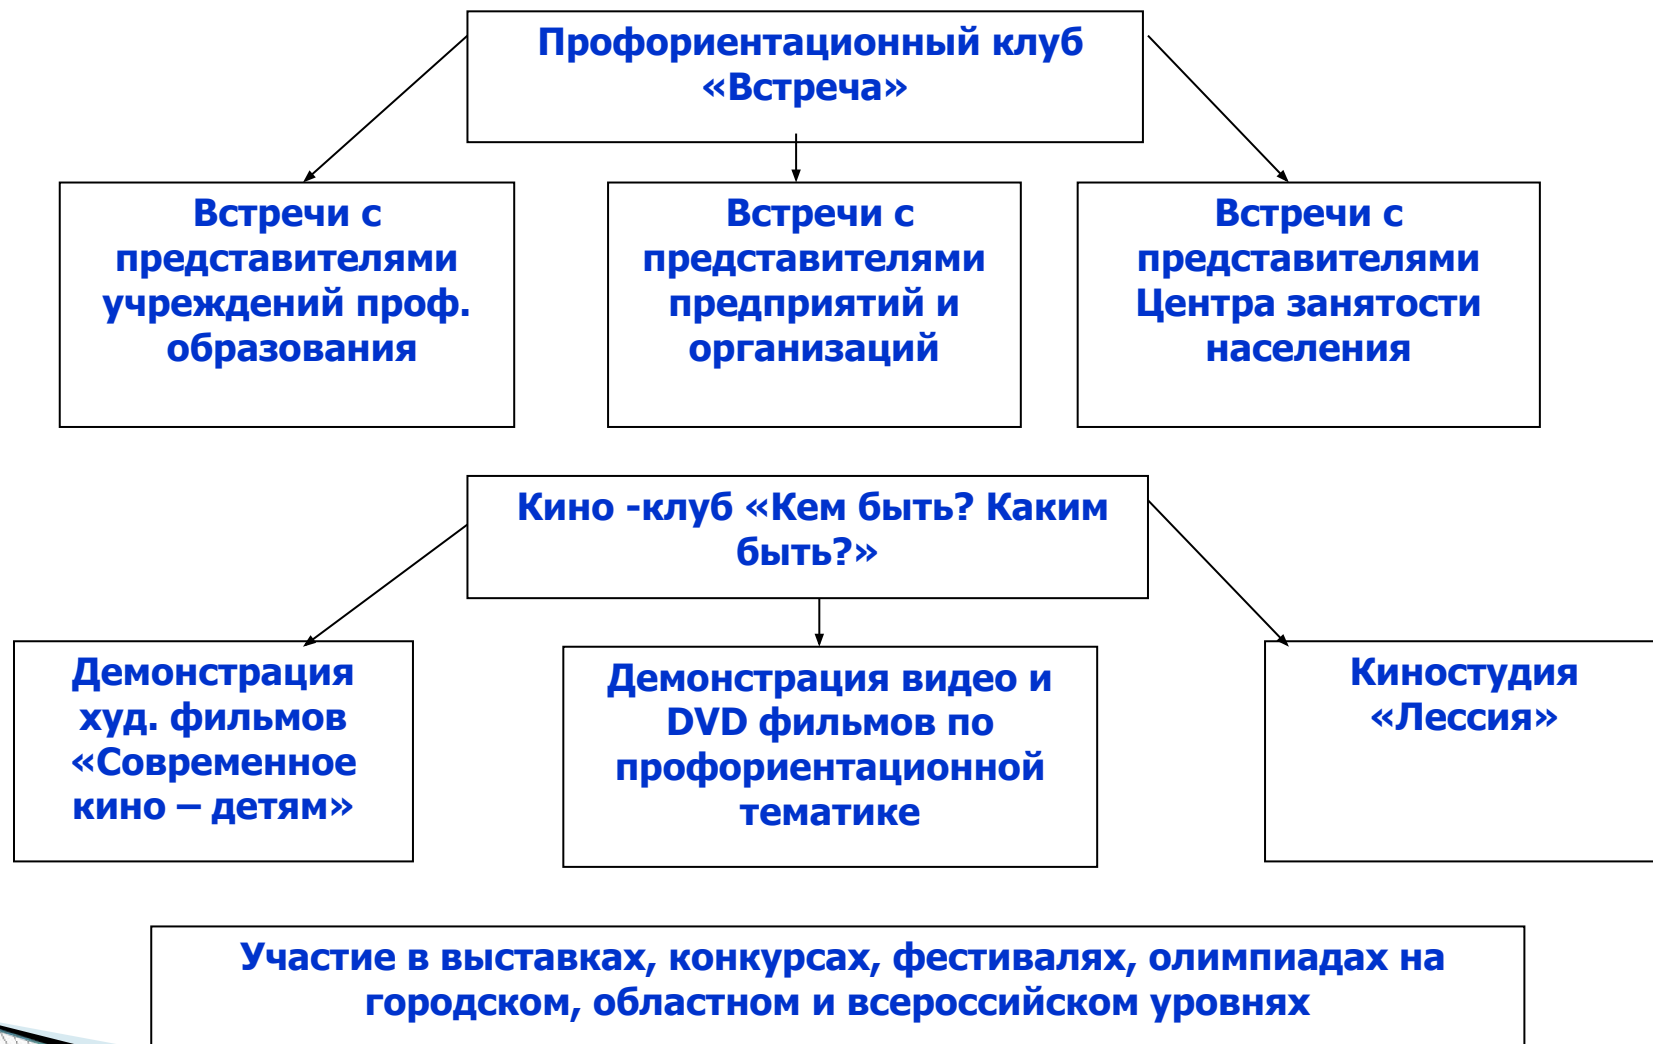 Профориентационный клуб
«Встреча»
Встречи с
представителями
учреждений проф.
образования
Встречи с
представителями
предприятий и
организаций
Встречи с
представителями
Центра занятости
населения
Кино -клуб «Кем быть? Каким
быть?»
Демонстрация
худ. фильмов
«Современное
кино – детям»
Демонстрация видео и
DVD фильмов по
профориентационной
тематике
Киностудия
«Лессия»
Участие в выставках, конкурсах, фестивалях, олимпиадах на
городском, областном и всероссийском уровнях